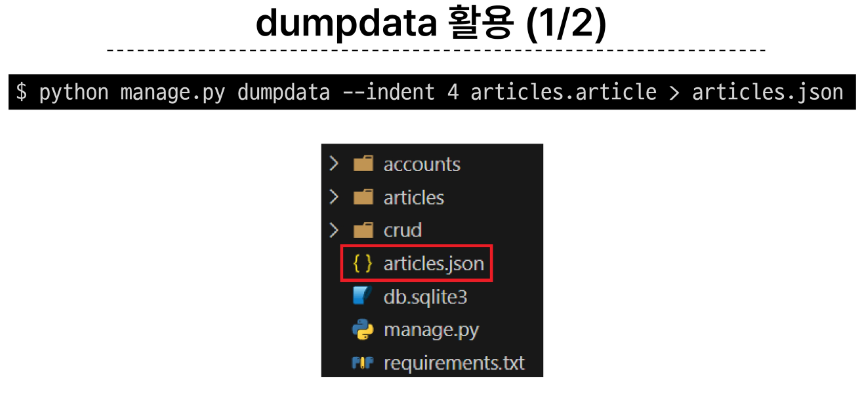 dumpdata 활용 (1/2)
$ python manage.py dumpdata --indent 4 articles.article > articles.json
accounts
articles
crud
{ } articles.json
db.sqlite3
manage.py
requirements.txt